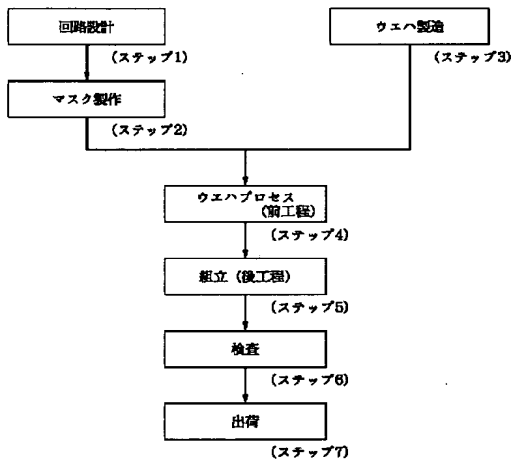 回路設計
(ステップ1)
ウエハ製造
(ステップ3)
マスク製作
(ステップ2)
ウエハプロセス
(前工程)
(ステップ4)
組立(後工程)
(ステップ5)
検査
(ステップ6)
出荷
(ステップ7)